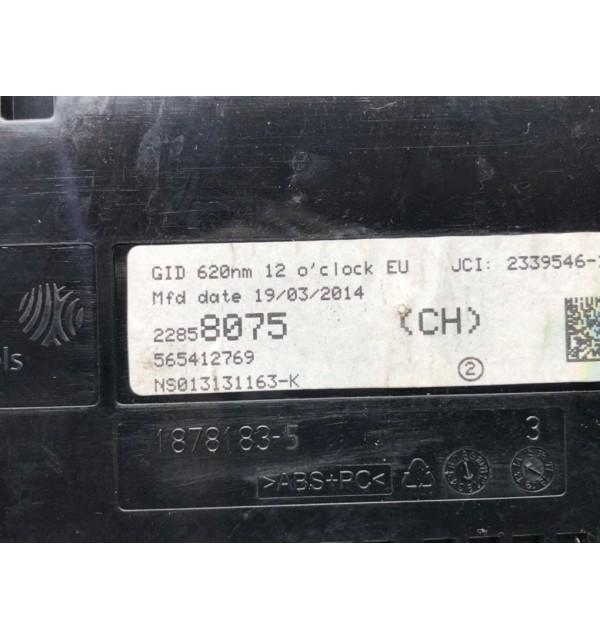 GID 620nm 12 o'clock EU JCI: 2339546-
Mfd date 19/03/2014
22858075 (CH)
565412769 2
NS013131163-K
ls
1878183-5 3
>ABS+PC<